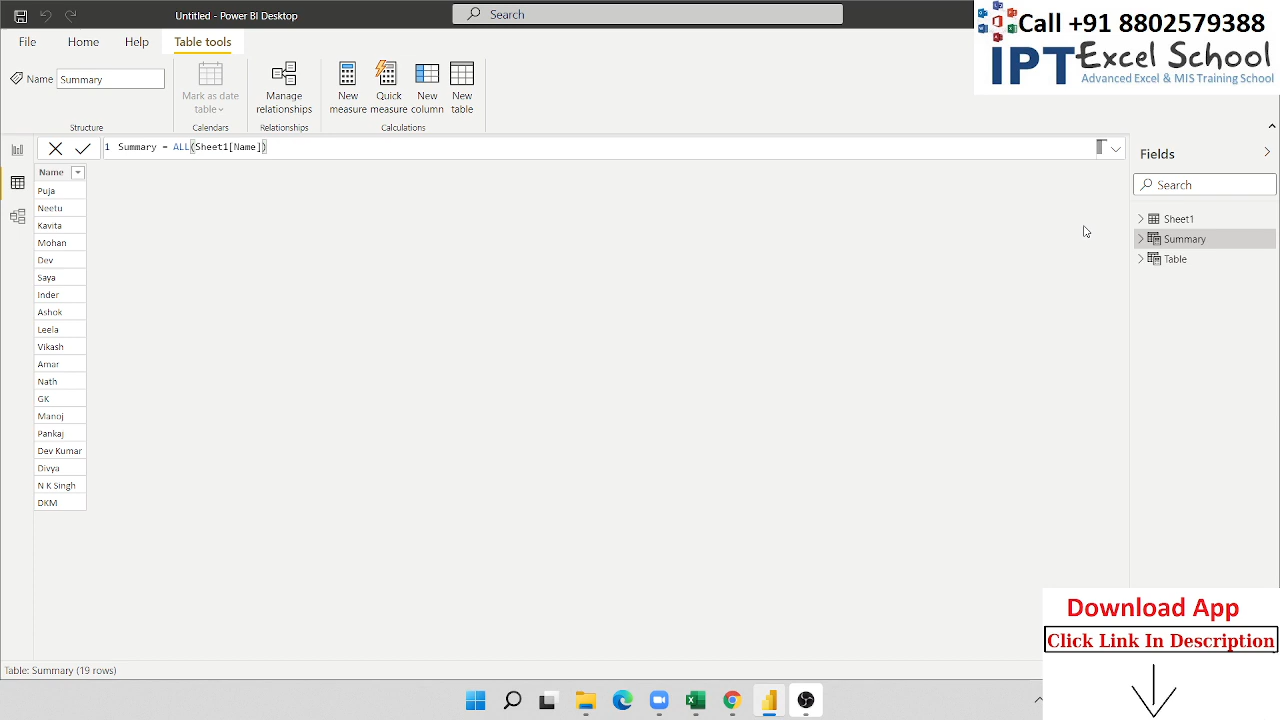 Untitled - Power BI Desktop
Search
Call +91 8802579388
IPT Excel School
Advanced Excel & MIS Training School
File
Home
Help
Table tools
Name
Summary
Mark as date table
Manage relationships
New measure
Quick measure
New column
New table
Structure
Calendars
Relationships
Calculations
1 Summary = ALL(Sheet1[Name])
Fields
Search
Sheet1
Summary
Table
Name
Puja
Neetu
Kavita
Mohan
Dev
Saya
Inder
Ashok
Leela
Vikash
Amar
Nath
GK
Manoj
Pankaj
Dev Kumar
Divya
N K Singh
DKM
Download App
Click Link In Description
Table: Summary (19 rows)